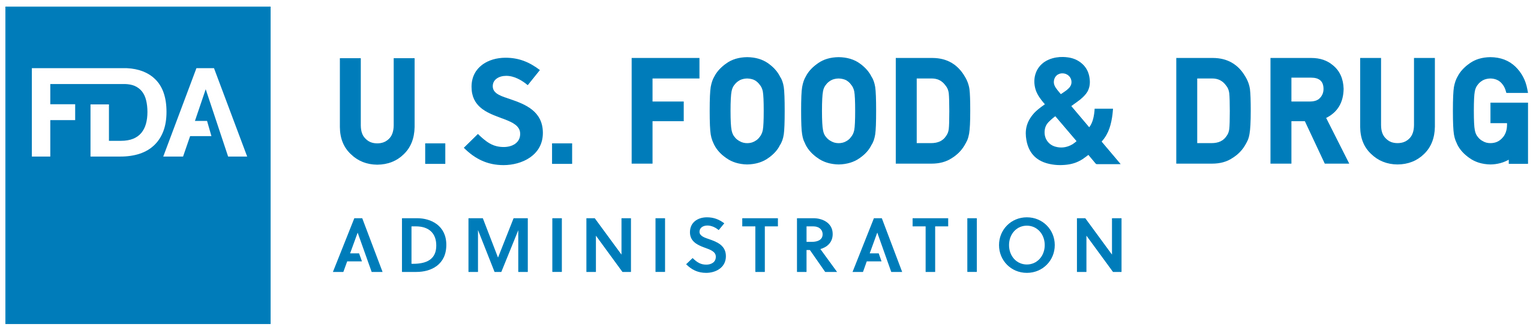 FDA
U.S. FOOD & DRUG
ADMINISTRATION